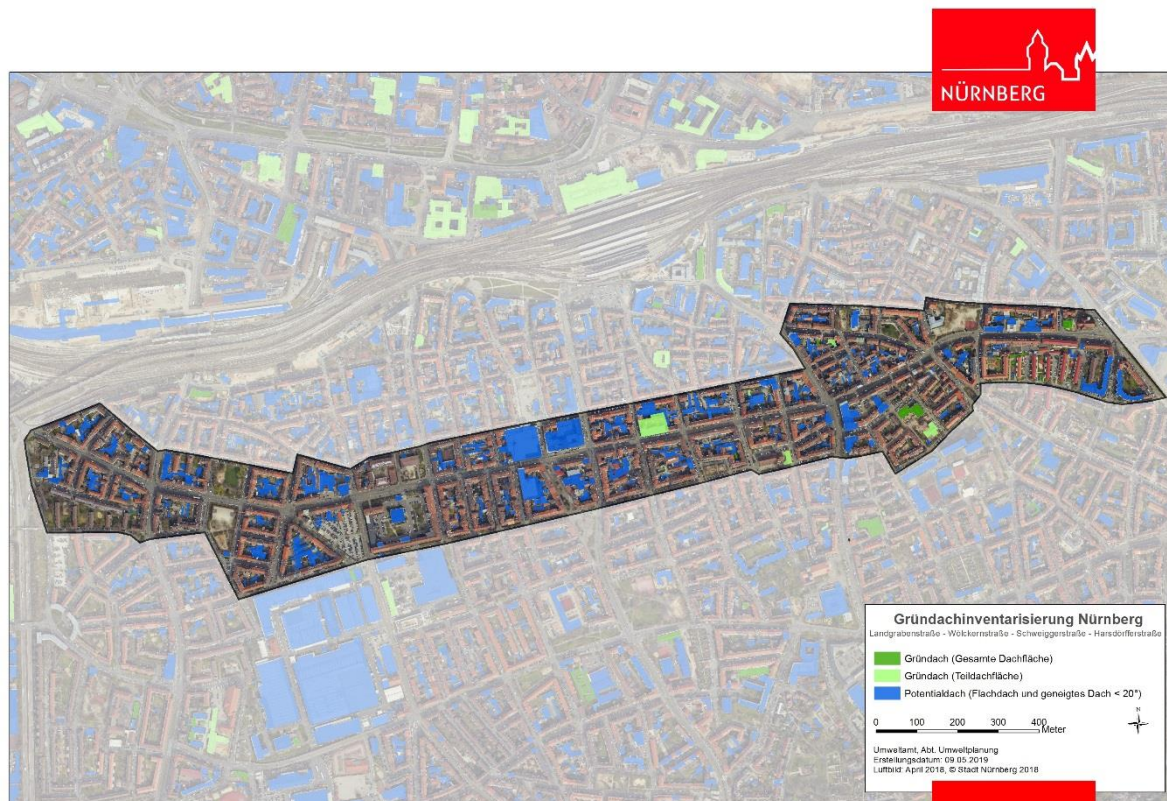 NÜRNBERG
Gründachinventarisierung Nürnberg
Landgrabenstraße - Wölckernstraße - Schweiggerstraße - Harsdörfferstraße
Gründach (Gesamte Dachfläche)
Gründach (Teildachfläche)
Potentialdach (Flachdach und geneigtes Dach < 20°)
N
0 100 200 300 400
Meter
Umweltamt, Abt. Umweltplanung
Erstellungsdatum: 09.05.2019
Luftbild: April 2018, © Stadt Nürnberg 2018